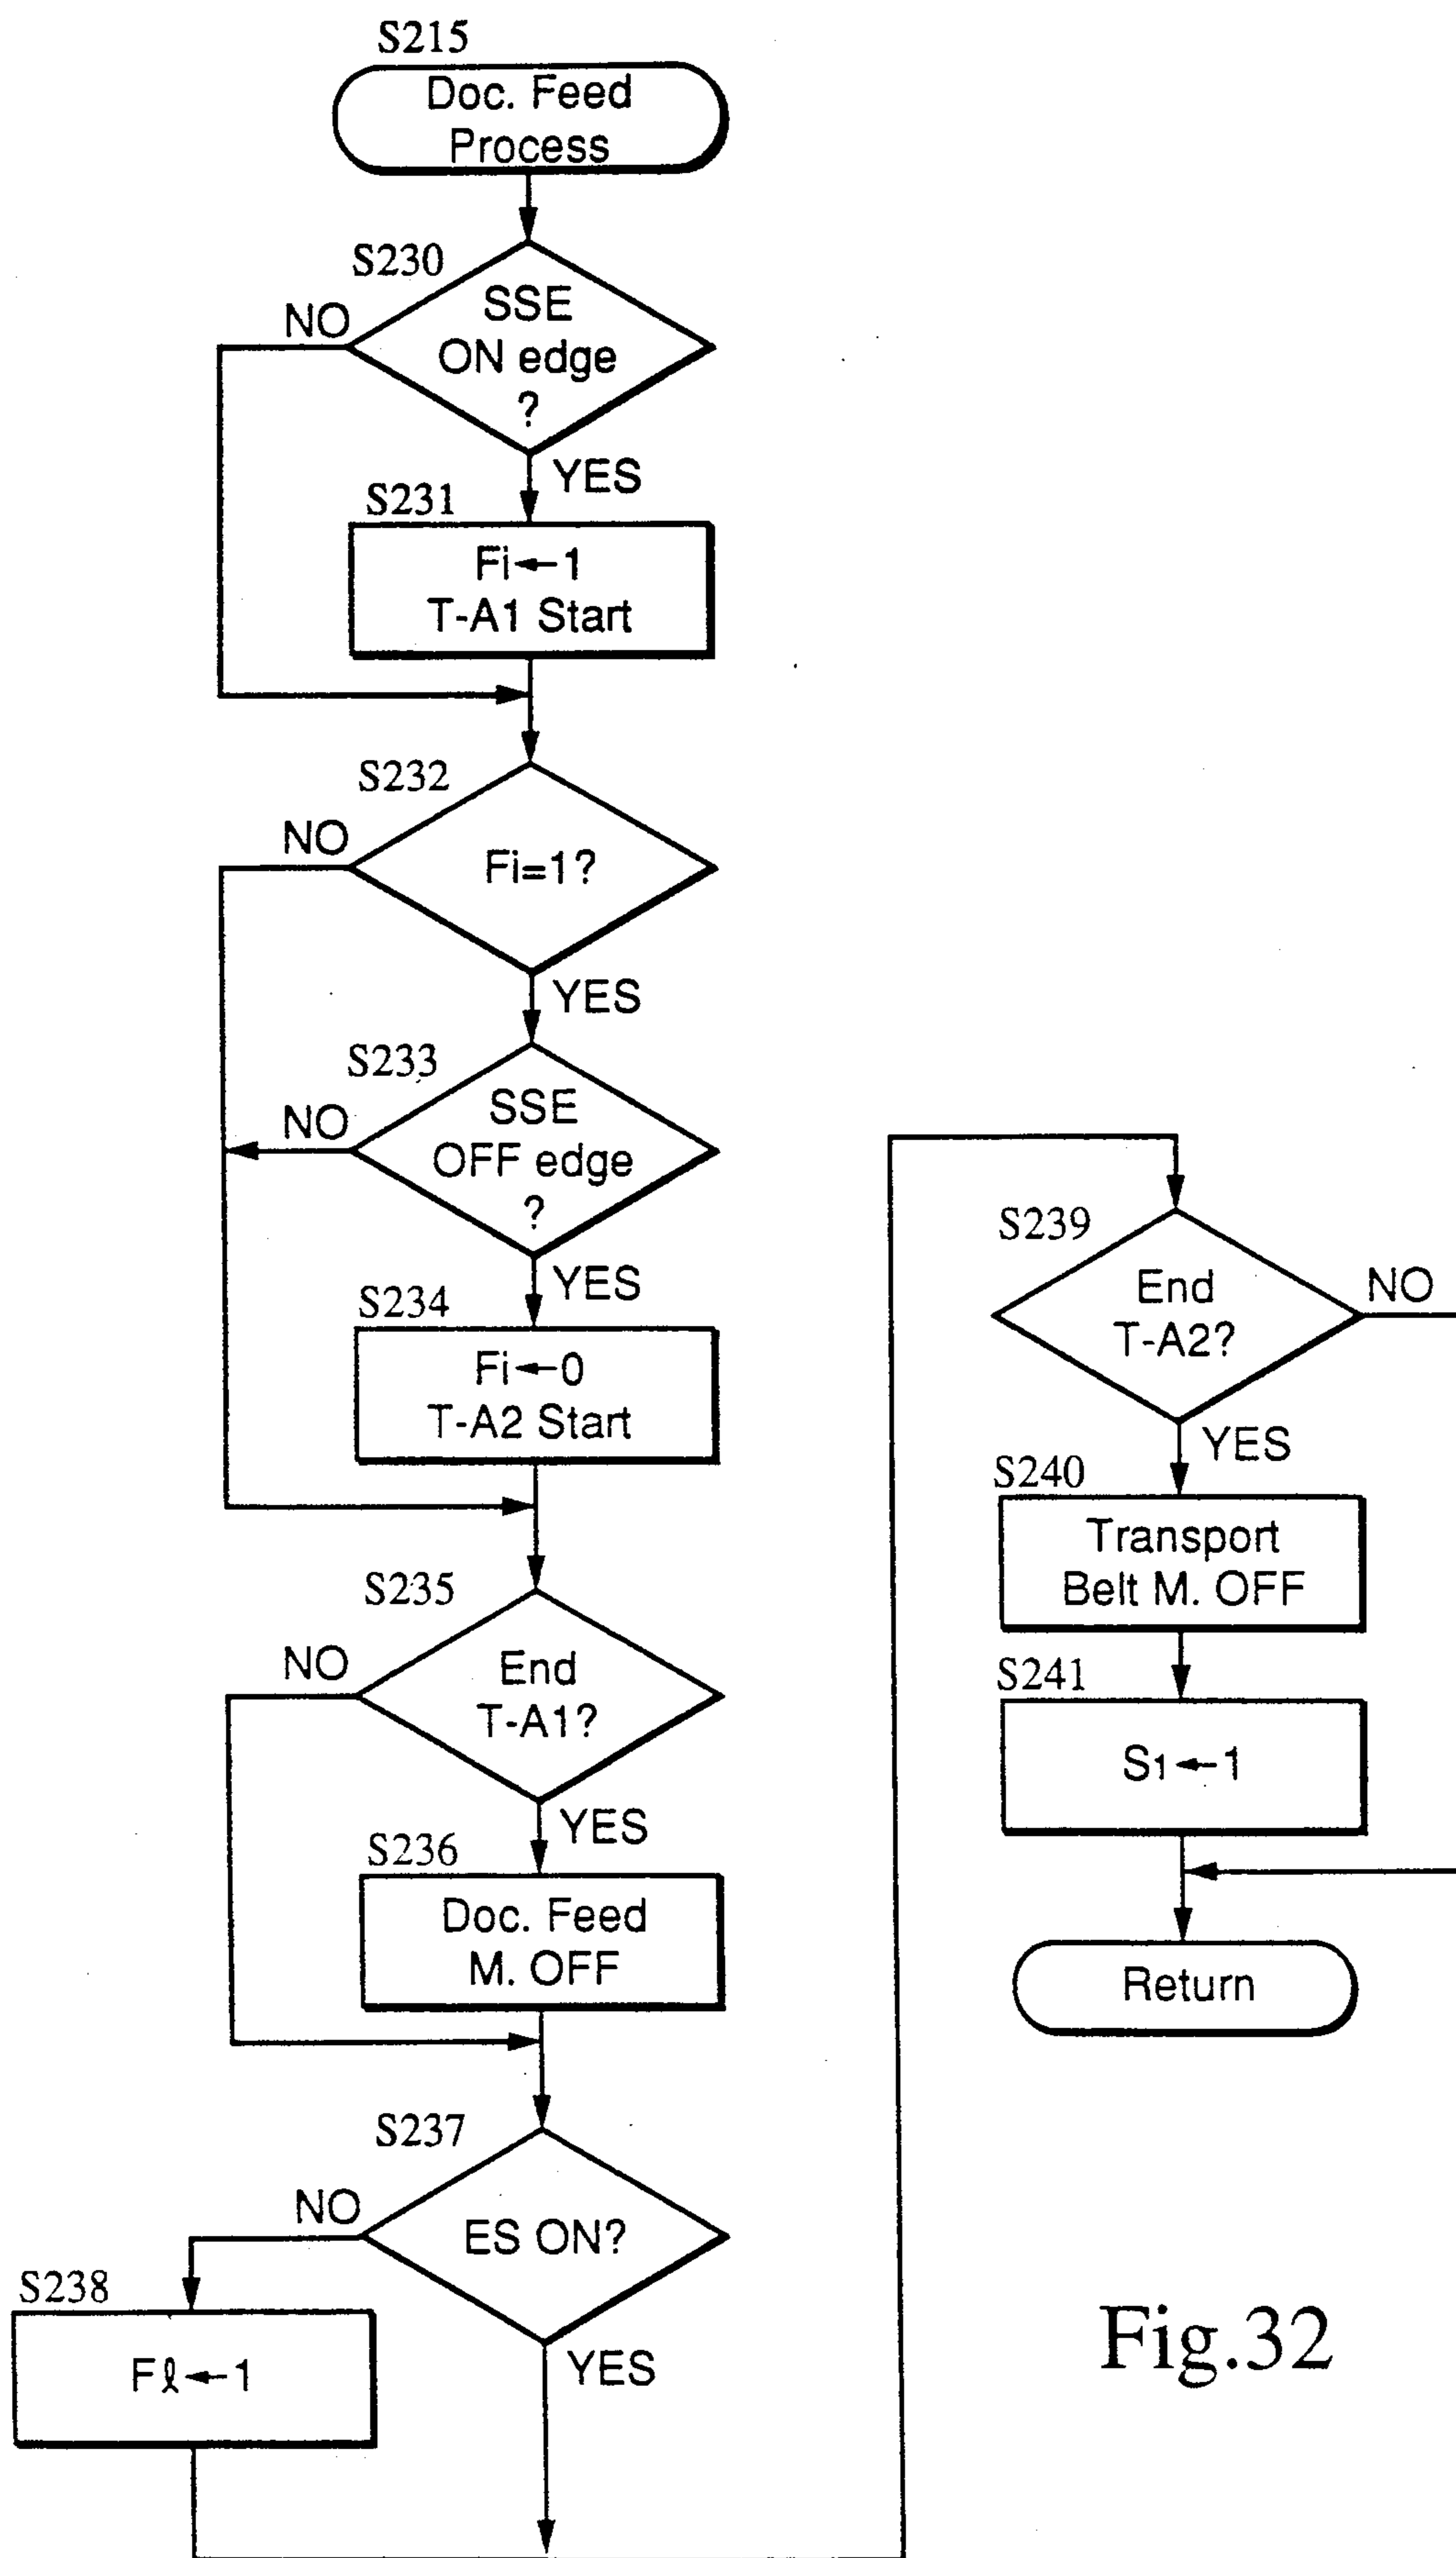 S215
Doc. Feed
Process
S230
SSE
ON edge
?
NO
YES
S231
Fi←1
T-A1 Start
S232
Fi=1?
NO
YES
S233
SSE
OFF edge
?
NO
YES
S234
Fi←0
T-A2 Start
S235
End
T-A1?
NO
YES
S236
Doc. Feed
M. OFF
S237
ES ON?
NO
YES
S238
Fℓ←1
S239
End
T-A2?
NO
YES
S240
Transport
Belt M. OFF
S241
S1←1
Return
Fig.32